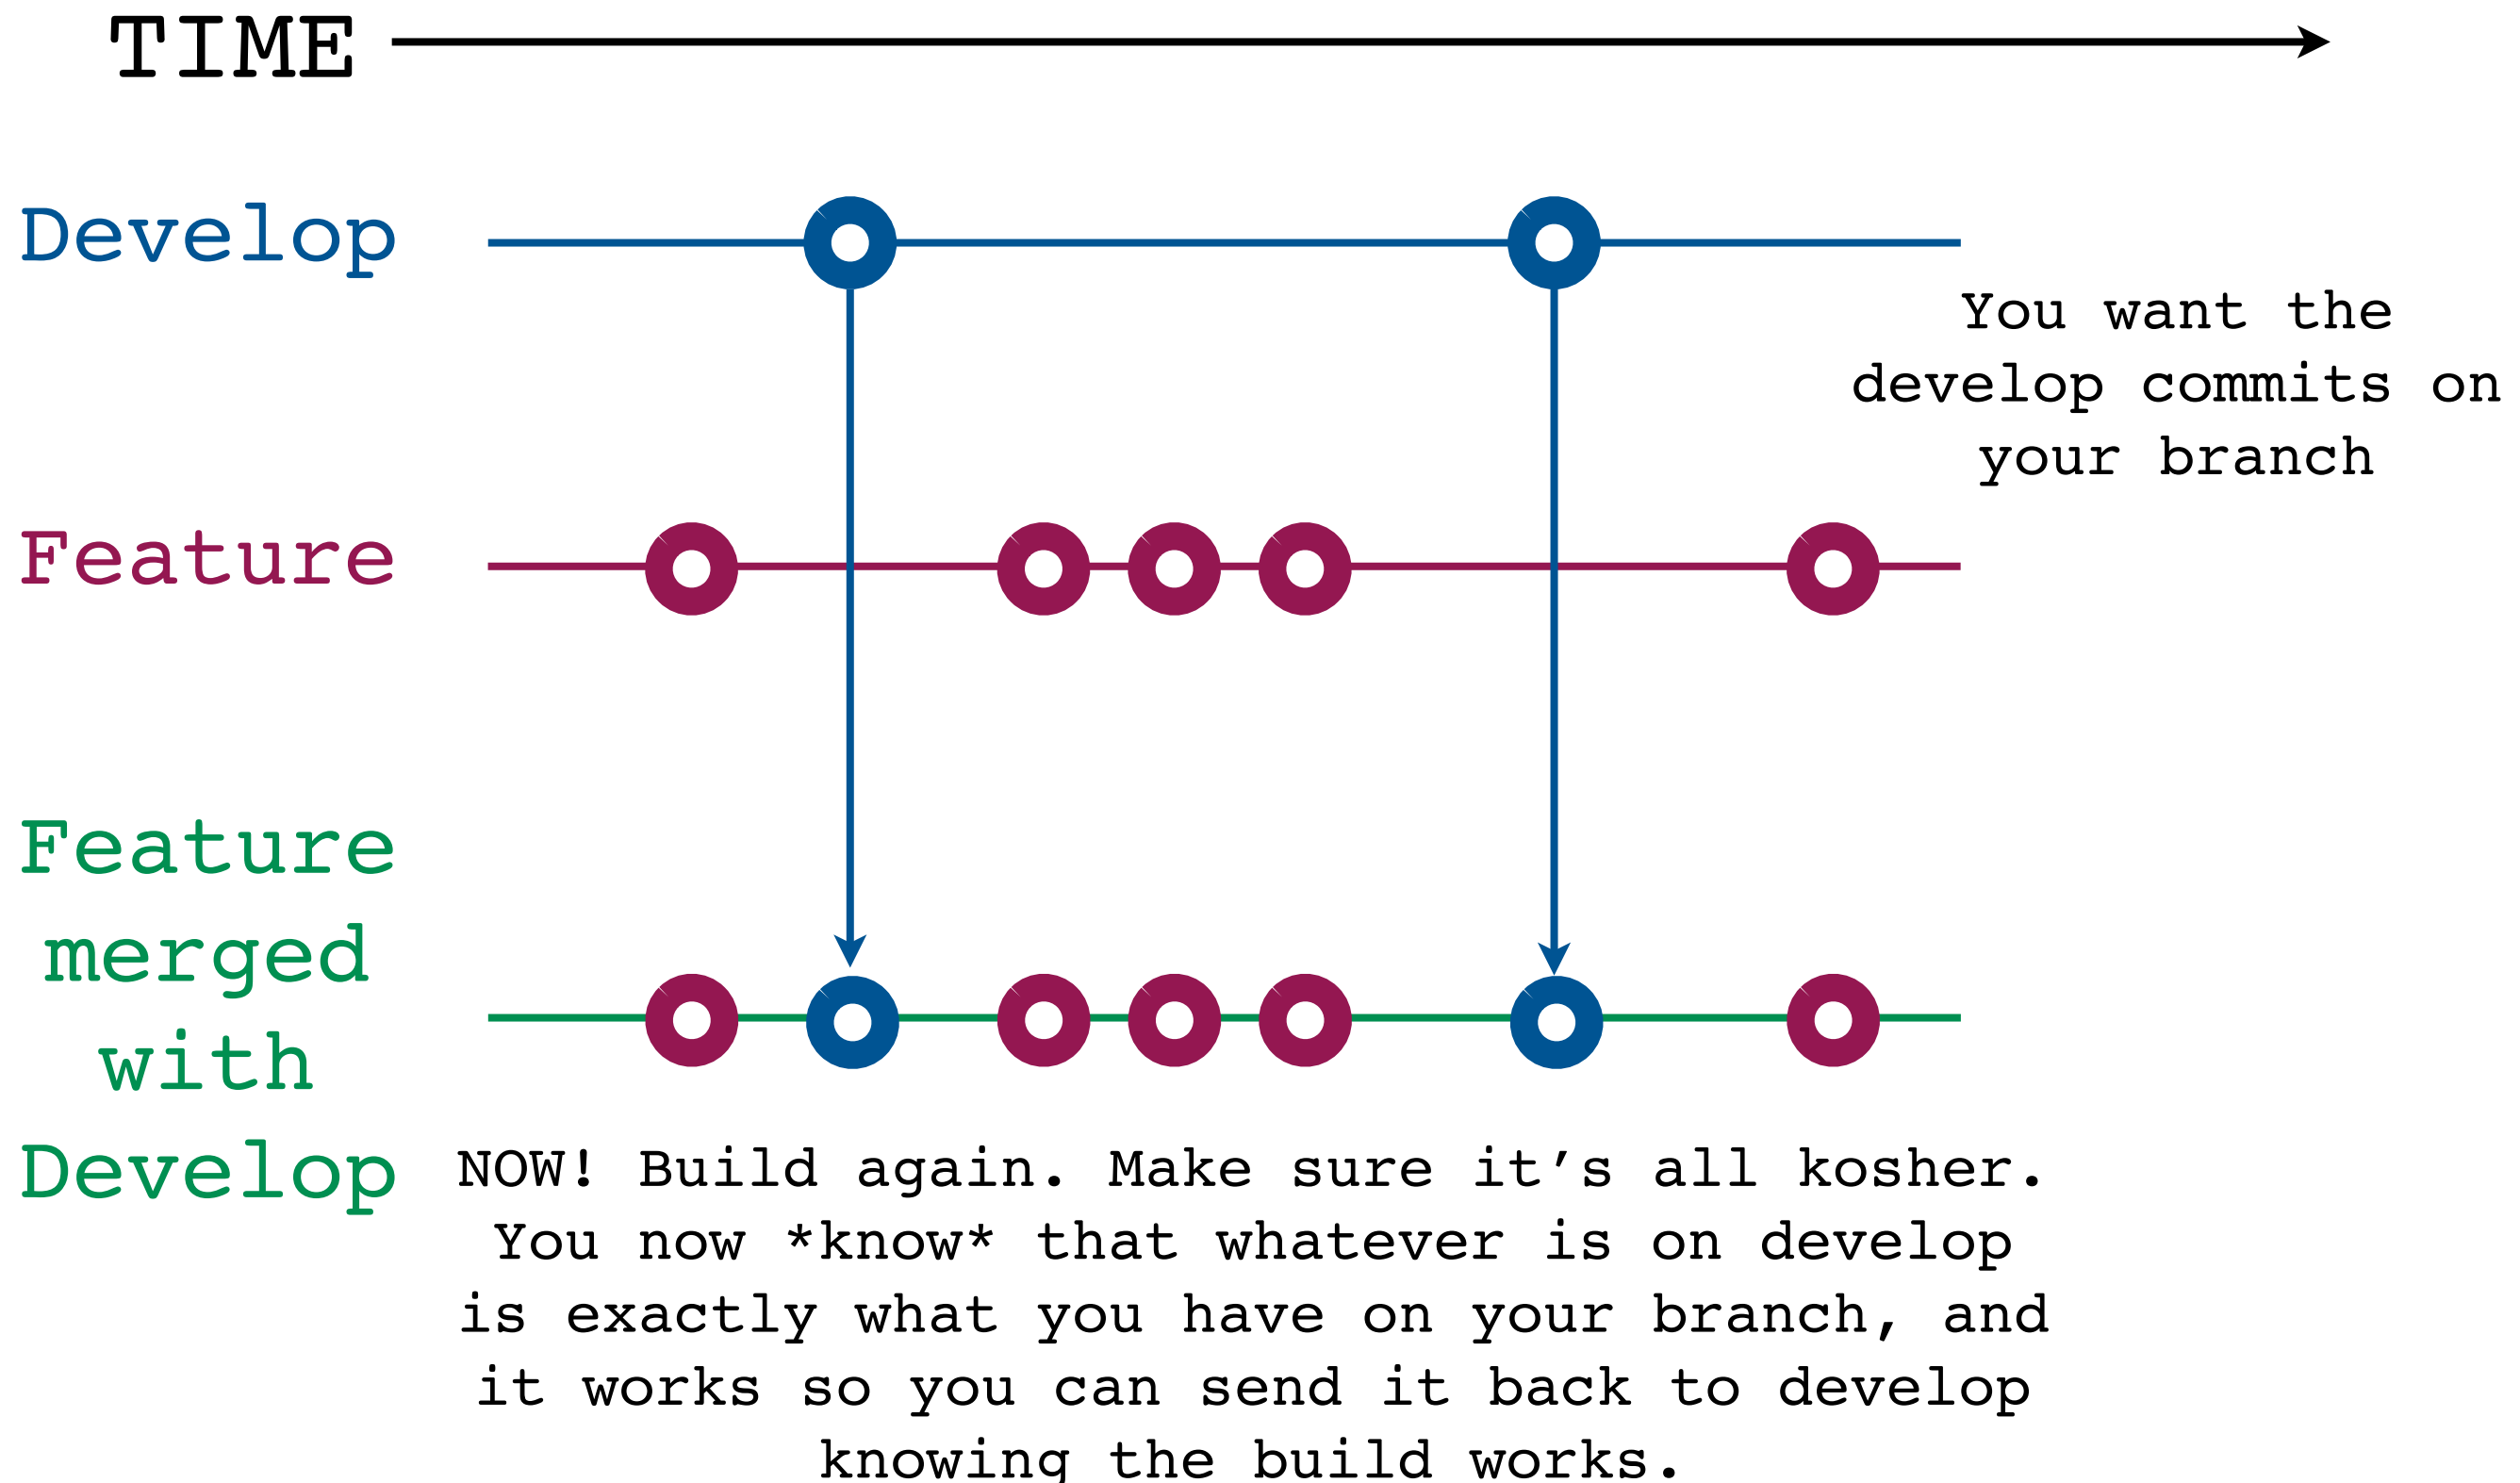 TIME
Develop
You want the
develop commits on
your branch
Feature
Feature
merged
with
Develop
NOW! Build again. Make sure it’s all kosher.
You now *know* that whatever is on develop
is exactly what you have on your branch, and
it works so you can send it back to develop
knowing the build works.